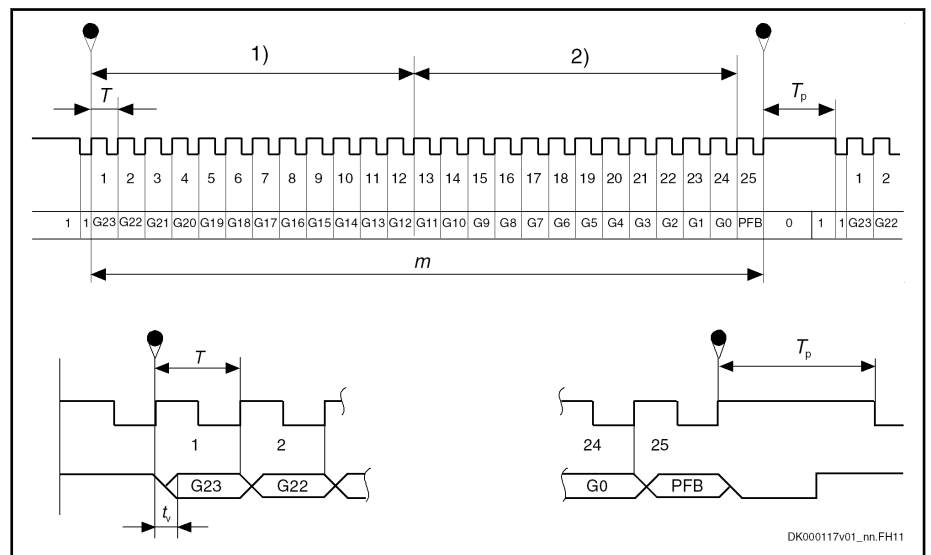 1) 2)
T Tp
1 2 3 4 5 6 7 8 9 10 11 12 13 14 15 16 17 18 19 20 21 22 23 24 25 1 2
1 1 G23 G22 G21 G20 G19 G18 G17 G16 G15 G14 G13 G12 G11 G10 G9 G8 G7 G6 G5 G4 G3 G2 G1 G0 PFB 0 1 1 G23 G22
m
T Tp
1 2 24 25
G23 G22 G0 PFB
tv
DK000117v01_nn.FH11